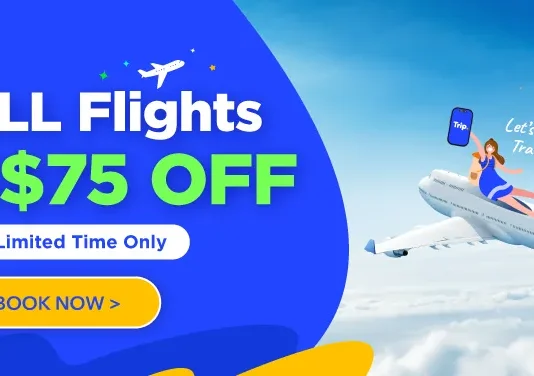 LL Flights
$75 OFF
Limited Time Only
BOOK NOW >
Trip.
Let's
Tra